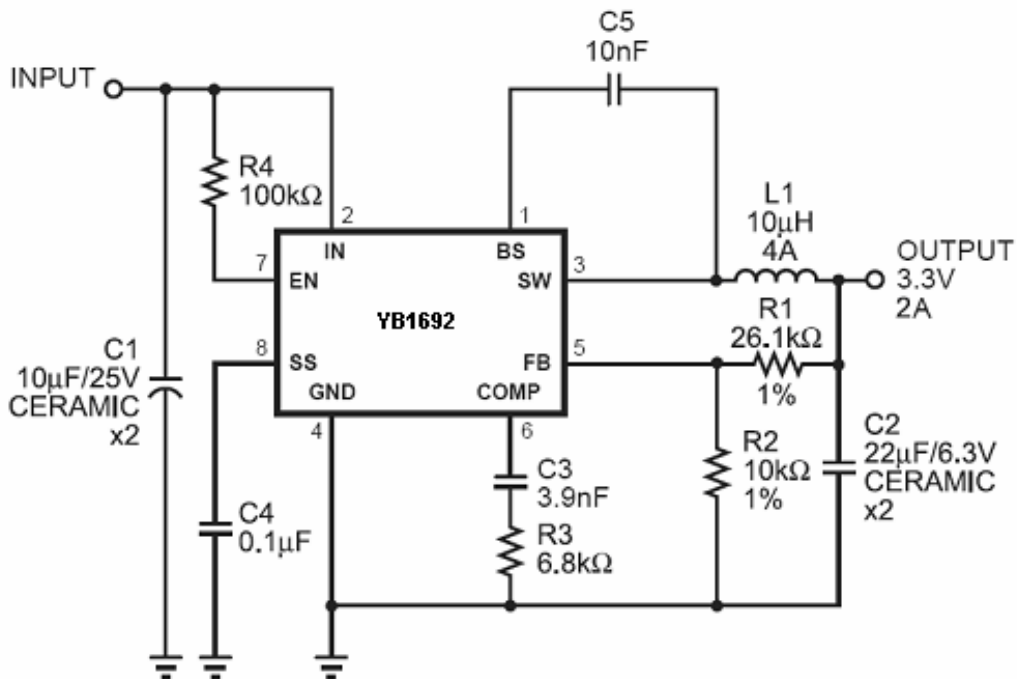 C5
10nF
INPUT
R4
100kΩ
2
1
L1
10µH
4A
IN
BS
OUTPUT
3.3V
2A
7
EN
SW
3
YB1692
R1
26.1kΩ
1%
8
SS
FB
5
C1
10µF/25V
CERAMIC
x2
GND
COMP
4
6
R2
10kΩ
1%
C2
22µF/6.3V
CERAMIC
x2
C3
3.9nF
C4
0.1µF
R3
6.8kΩ